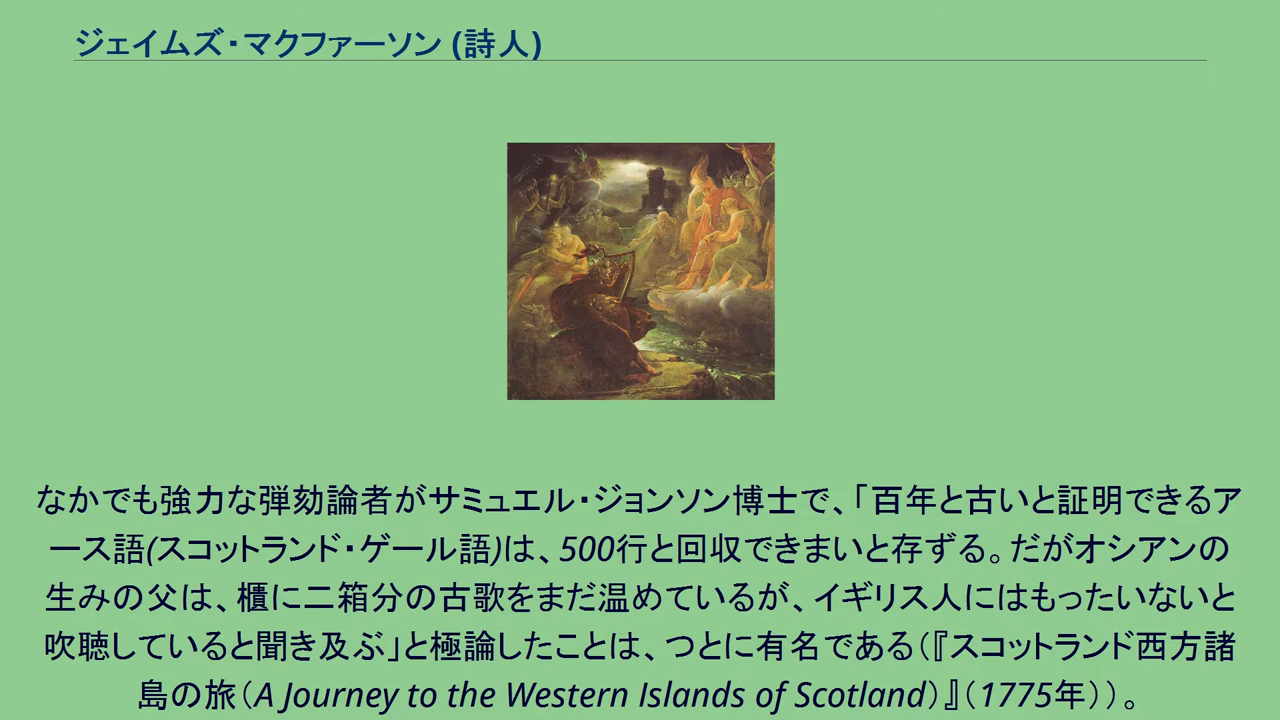 ジェイムズ・マクファーソン (詩人)
なかでも強力な弾劾論者がサミュエル・ジョンソン博士で、「百年と古いと証明できるア
ース語(スコットランド・ゲール語)は、500行と回収できまいと存ずる。だがオシアンの
生みの父は、櫃に二箱分の古歌をまだ温めているが、イギリス人にはもったいないと
吹聴していると聞き及ぶ」と極論したことは、つとに有名である（『スコットランド西方諸
島の旅（A Journey to the Western Islands of Scotland）』（1775年））。